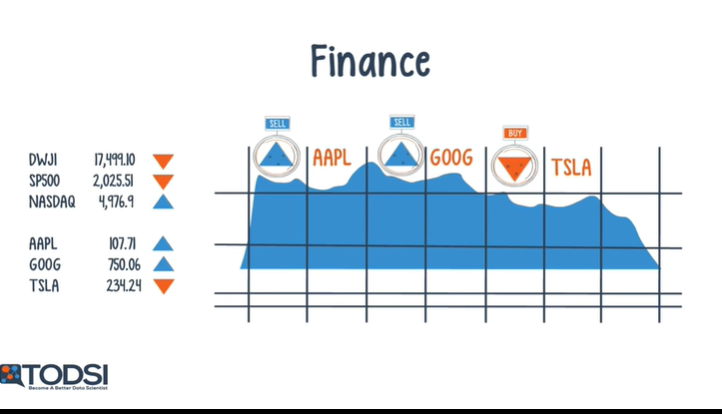 Finance
SELL
SELL
BUY
AAPL
GOOG
TSLA
DWJI 17,499.10
SP500 2,025.51
NASDAQ 4,976.9
AAPL 107.71
GOOG 750.06
TSLA 234.24
TODSI
Become A Better Data Scientist